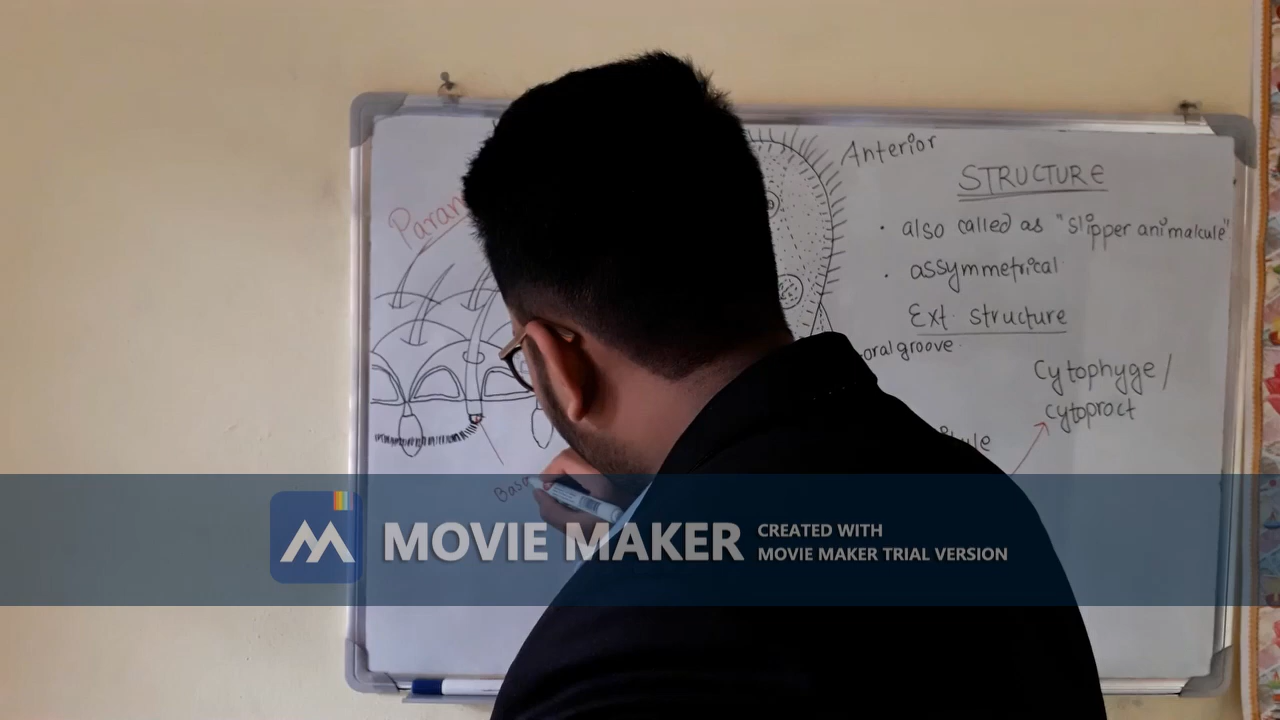 Anterior
STRUCTURE
• also called as "slipper animalcule"
• assymmetrical
Ext. structure
oral groove.
Cytophyge/
Cytoproct
MOVIE MAKER
CREATED WITH
MOVIE MAKER TRIAL VERSION